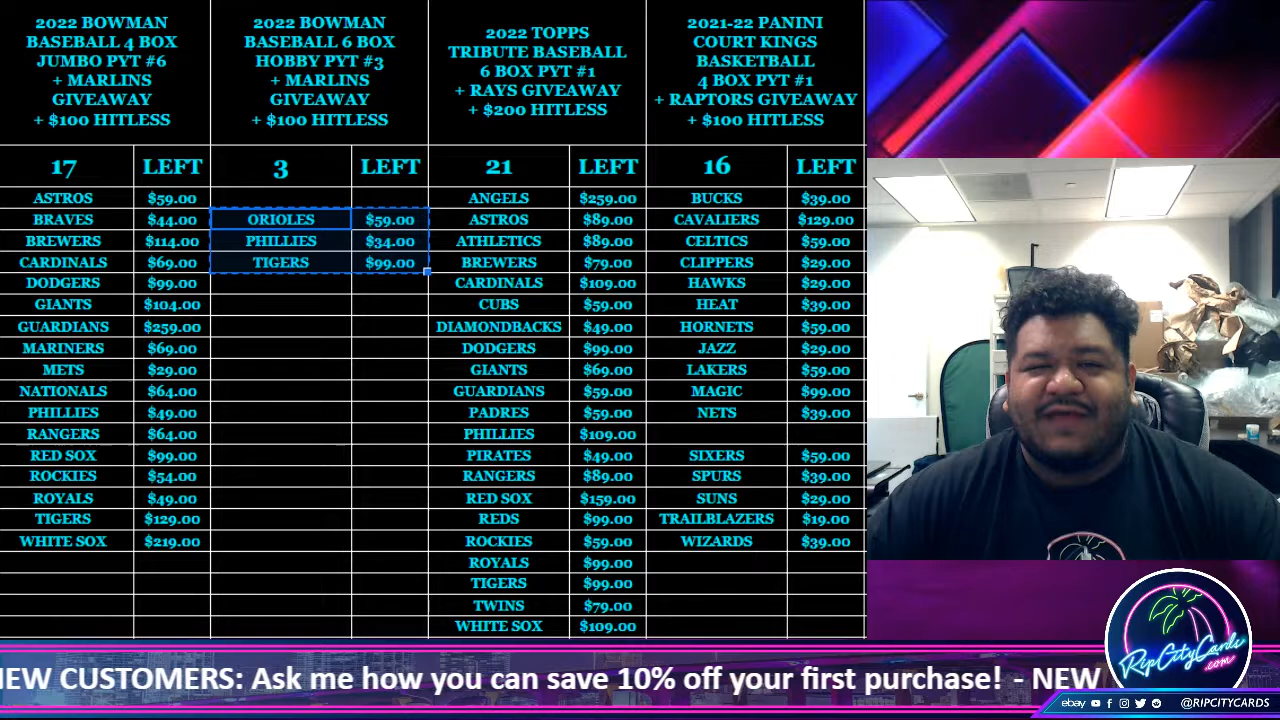 2022 BOWMAN
BASEBALL 4 BOX
JUMBO PYT #6
+ MARLINS
GIVEAWAY
+ $100 HITLESS
17 LEFT
ASTROS $59.00
BRAVES $44.00
BREWERS $114.00
CARDINALS $69.00
DODGERS $99.00
GIANTS $104.00
GUARDIANS $259.00
MARINERS $69.00
METS $29.00
NATIONALS $64.00
PHILLIES $49.00
RANGERS $64.00
RED SOX $99.00
ROCKIES $54.00
ROYALS $49.00
TIGERS $129.00
WHITE SOX $219.00
2022 BOWMAN
BASEBALL 6 BOX
HOBBY PYT #3
+ MARLINS
GIVEAWAY
+ $100 HITLESS
3 LEFT
ORIOLES $59.00
PHILLIES $34.00
TIGERS $99.00
2022 TOPPS
TRIBUTE BASEBALL
6 BOX PYT #1
+ RAYS GIVEAWAY
+ $200 HITLESS
21 LEFT
ANGELS $259.00
ASTROS $89.00
ATHLETICS $89.00
BREWERS $79.00
CARDINALS $109.00
CUBS $59.00
DIAMONDBACKS $49.00
DODGERS $99.00
GIANTS $69.00
GUARDIANS $59.00
PADRES $59.00
PHILLIES $109.00
PIRATES $49.00
RANGERS $89.00
RED SOX $159.00
REDS $99.00
ROCKIES $59.00
ROYALS $99.00
TIGERS $99.00
TWINS $79.00
WHITE SOX $109.00
2021-22 PANINI
COURT KINGS
BASKETBALL
4 BOX PYT #1
+ RAPTORS GIVEAWAY
+ $100 HITLESS
16 LEFT
BUCKS $39.00
CAVALIERS $129.00
CELTICS $59.00
CLIPPERS $29.00
HAWKS $29.00
HEAT $39.00
HORNETS $59.00
JAZZ $29.00
LAKERS $59.00
MAGIC $99.00
NETS $39.00
SIXERS $59.00
SPURS $39.00
SUNS $29.00
TRAILBLAZERS $19.00
WIZARDS $39.00
RipCityCards
.com
EW CUSTOMERS: Ask me how you can save 10% off your first purchase! - NEW
ebay @RIPCITYCARDS